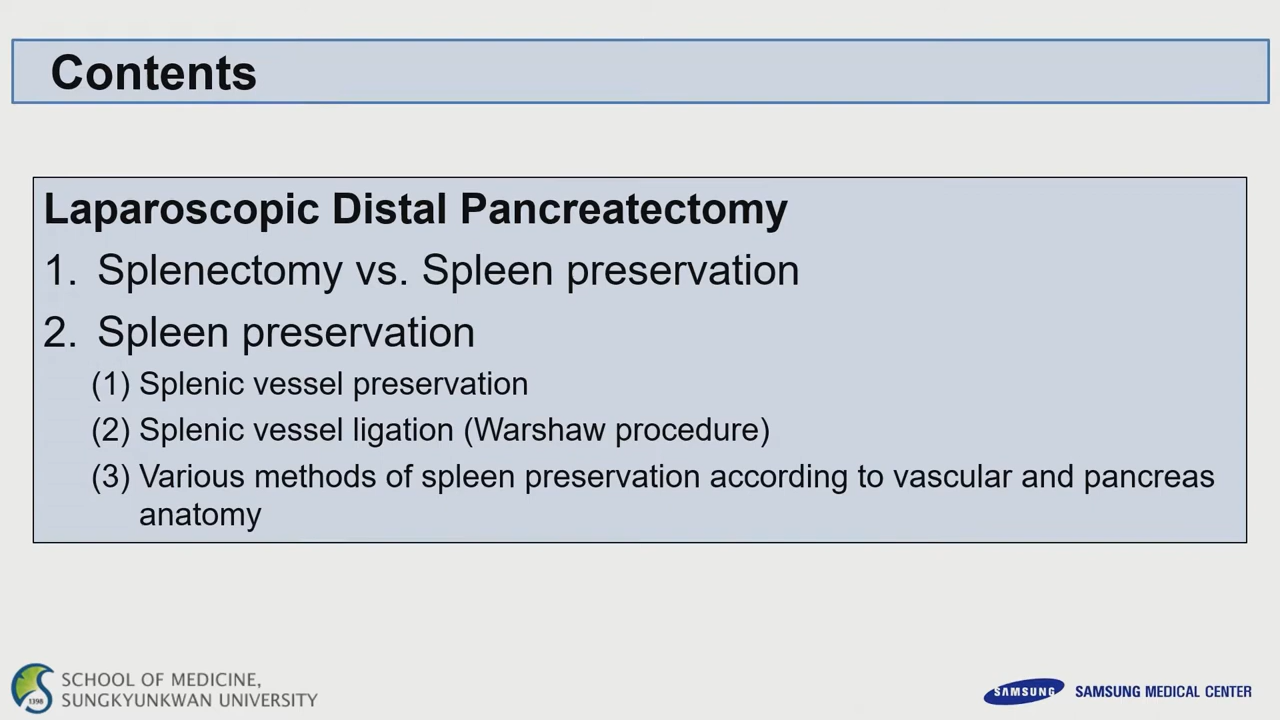 Contents
Laparoscopic Distal Pancreatectomy
1. Splenectomy vs. Spleen preservation
2. Spleen preservation
(1) Splenic vessel preservation
(2) Splenic vessel ligation (Warshaw procedure)
(3) Various methods of spleen preservation according to vascular and pancreas
anatomy
1398
SCHOOL OF MEDICINE,
SUNGKYUNKWAN UNIVERSITY
SAMSUNG
SAMSUNG MEDICAL CENTER